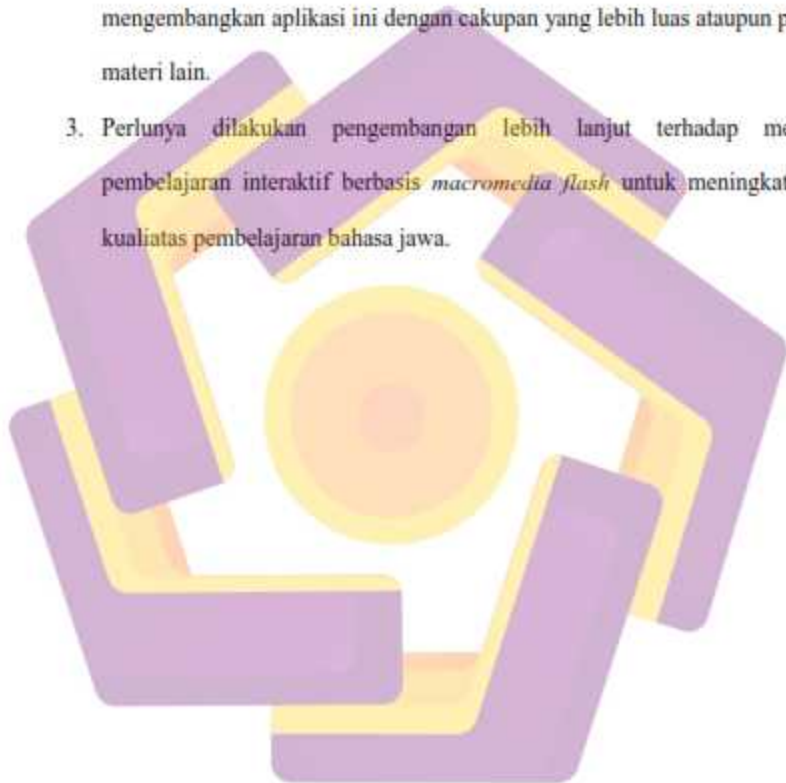 mengembangkan aplikasi ini dengan cakupan yang lebih luas ataupun
materi lain.
3. Perlunya dilakukan pengembangan lebih lanjut terhadap
pembelajaran interaktif berbasis macromedia flash untuk
kualiatas pembelajaran bahasa jawa.